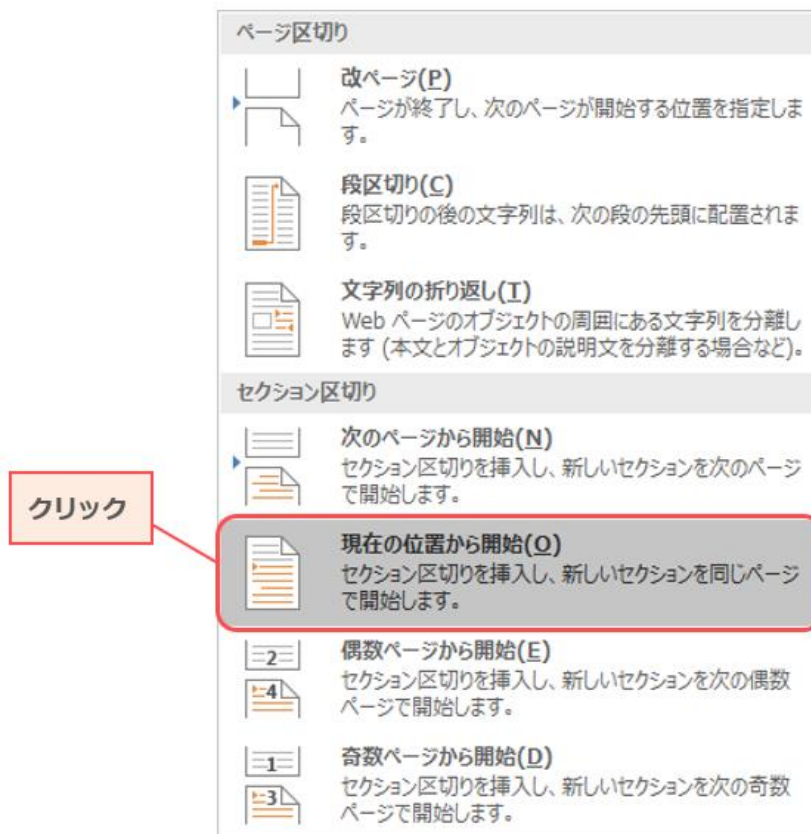 ページ区切り
改ページ(P)
ページが終了し、次のページが開始する位置を指定しま
す。
段区切り(C)
段区切りの後の文字列は、次の段の先頭に配置されま
す。
文字列の折り返し(T)
Web ページのオブジェクトの周囲にある文字列を分離し
ます (本文とオブジェクトの説明文を分離する場合など)。
セクション区切り
次のページから開始(N)
セクション区切りを挿入し、新しいセクションを次のページ
で開始します。
クリック
現在の位置から開始(O)
セクション区切りを挿入し、新しいセクションを同じページ
で開始します。
2
4
偶数ページから開始(E)
セクション区切りを挿入し、新しいセクションを次の偶数
ページで開始します。
1
3
奇数ページから開始(D)
セクション区切りを挿入し、新しいセクションを次の奇数
ページで開始します。